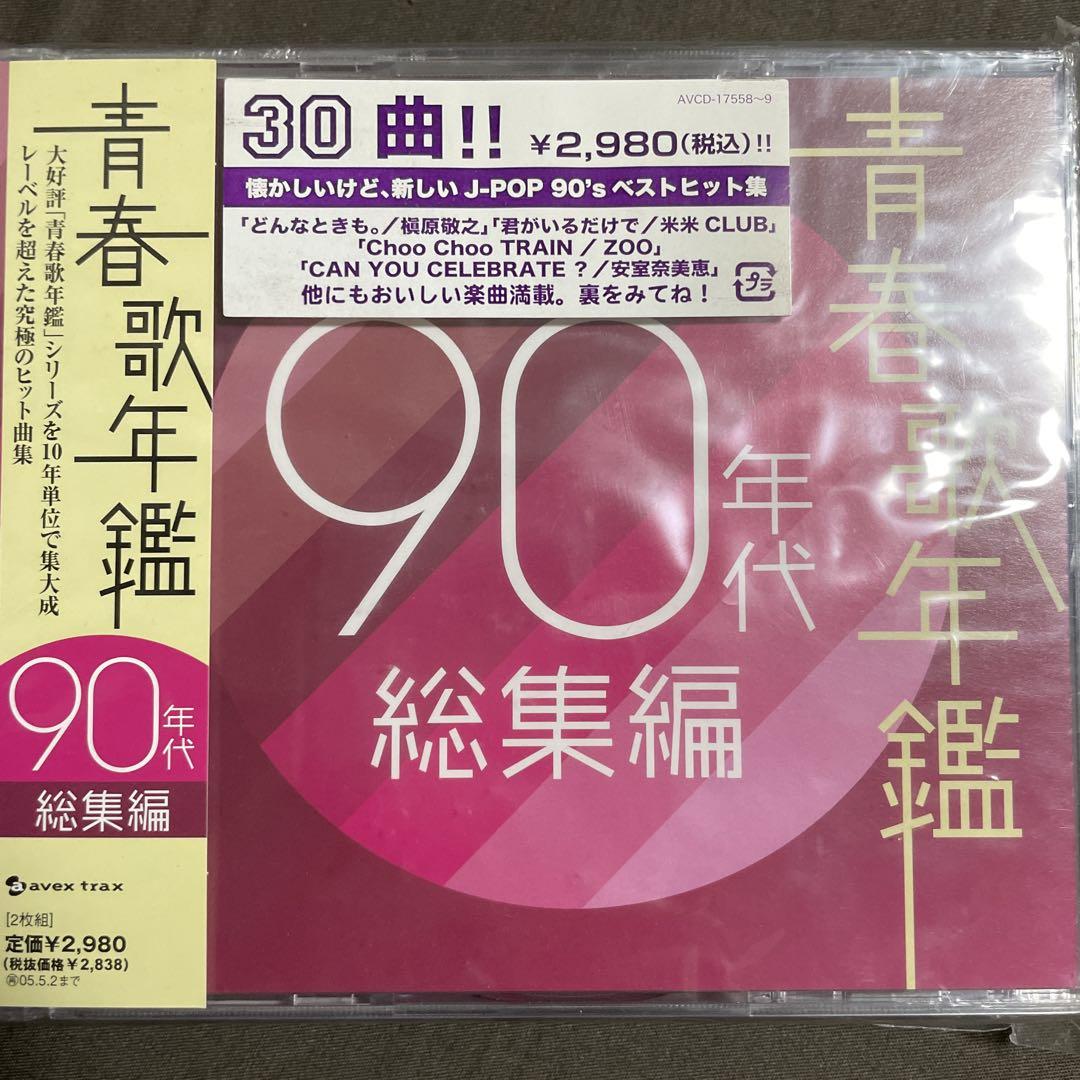 青春歌年鑑
大好評「青春歌年鑑」シリーズを10年単位で集大成
レーベルを超えた究極のヒット曲集
90年代
総集編
a avex trax
[2枚組]
定価¥2,980
(税抜価格¥2,838)
㊢05.5.2まで
AVCD-17558〜9
30 曲!! ¥2,980(税込)!!
懐かしいけど、新しい J-POP 90's ベストヒット集
「どんなときも。/槇原敬之」「君がいるだけで/米米 CLUB」
「Choo Choo TRAIN / ZOO」
「CAN YOU CELEBRATE ? /安室奈美恵」
他にもおいしい楽曲満載。裏をみてね!
プラ
90年代
総集編
青春歌年鑑